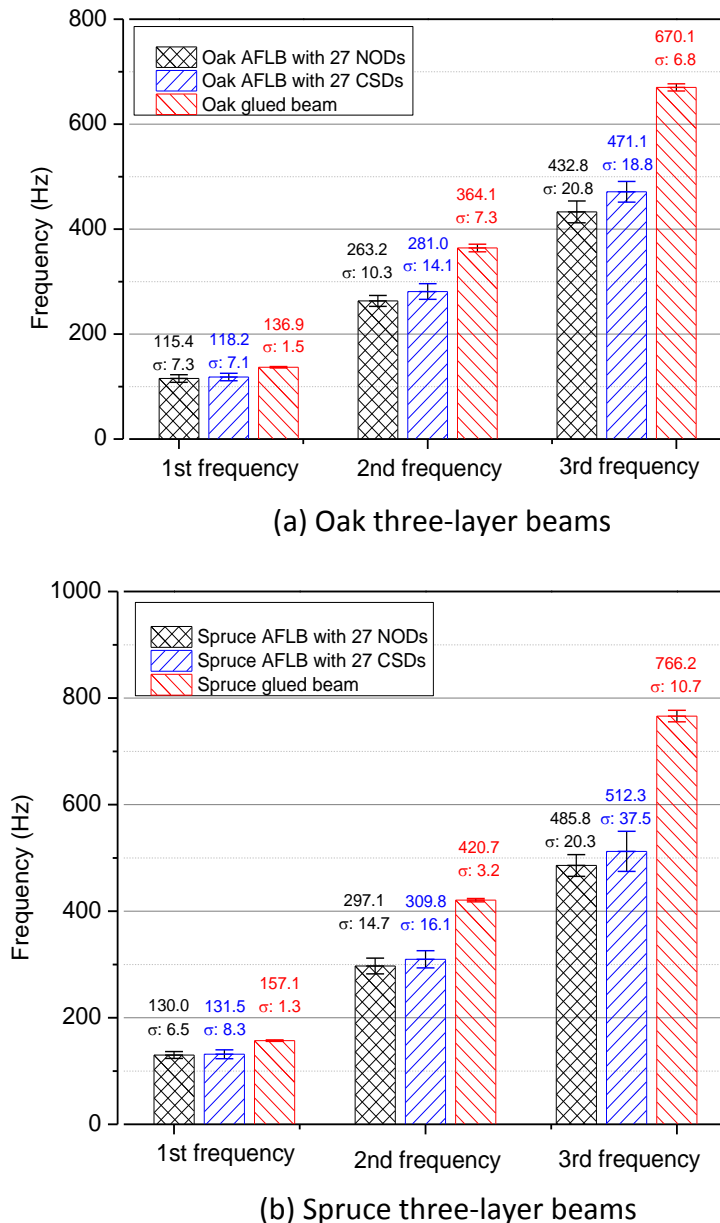 800
600
400
200
0
Frequency (Hz)
Oak AFLB with 27 NODs
Oak AFLB with 27 CSDs
Oak glued beam
115.4
σ: 7.3
118.2
σ: 7.1
136.9
σ: 1.5
263.2
σ: 10.3
281.0
σ: 14.1
364.1
σ: 7.3
432.8
σ: 20.8
471.1
σ: 18.8
670.1
σ: 6.8
1st frequency
2nd frequency
3rd frequency
(a) Oak three-layer beams
1000
800
600
400
200
0
Frequency (Hz)
Spruce AFLB with 27 NODs
Spruce AFLB with 27 CSDs
Spruce glued beam
130.0
σ: 6.5
131.5
σ: 8.3
157.1
σ: 1.3
297.1
σ: 14.7
309.8
σ: 16.1
420.7
σ: 3.2
485.8
σ: 20.3
512.3
σ: 37.5
766.2
σ: 10.7
1st frequency
2nd frequency
3rd frequency
(b) Spruce three-layer beams